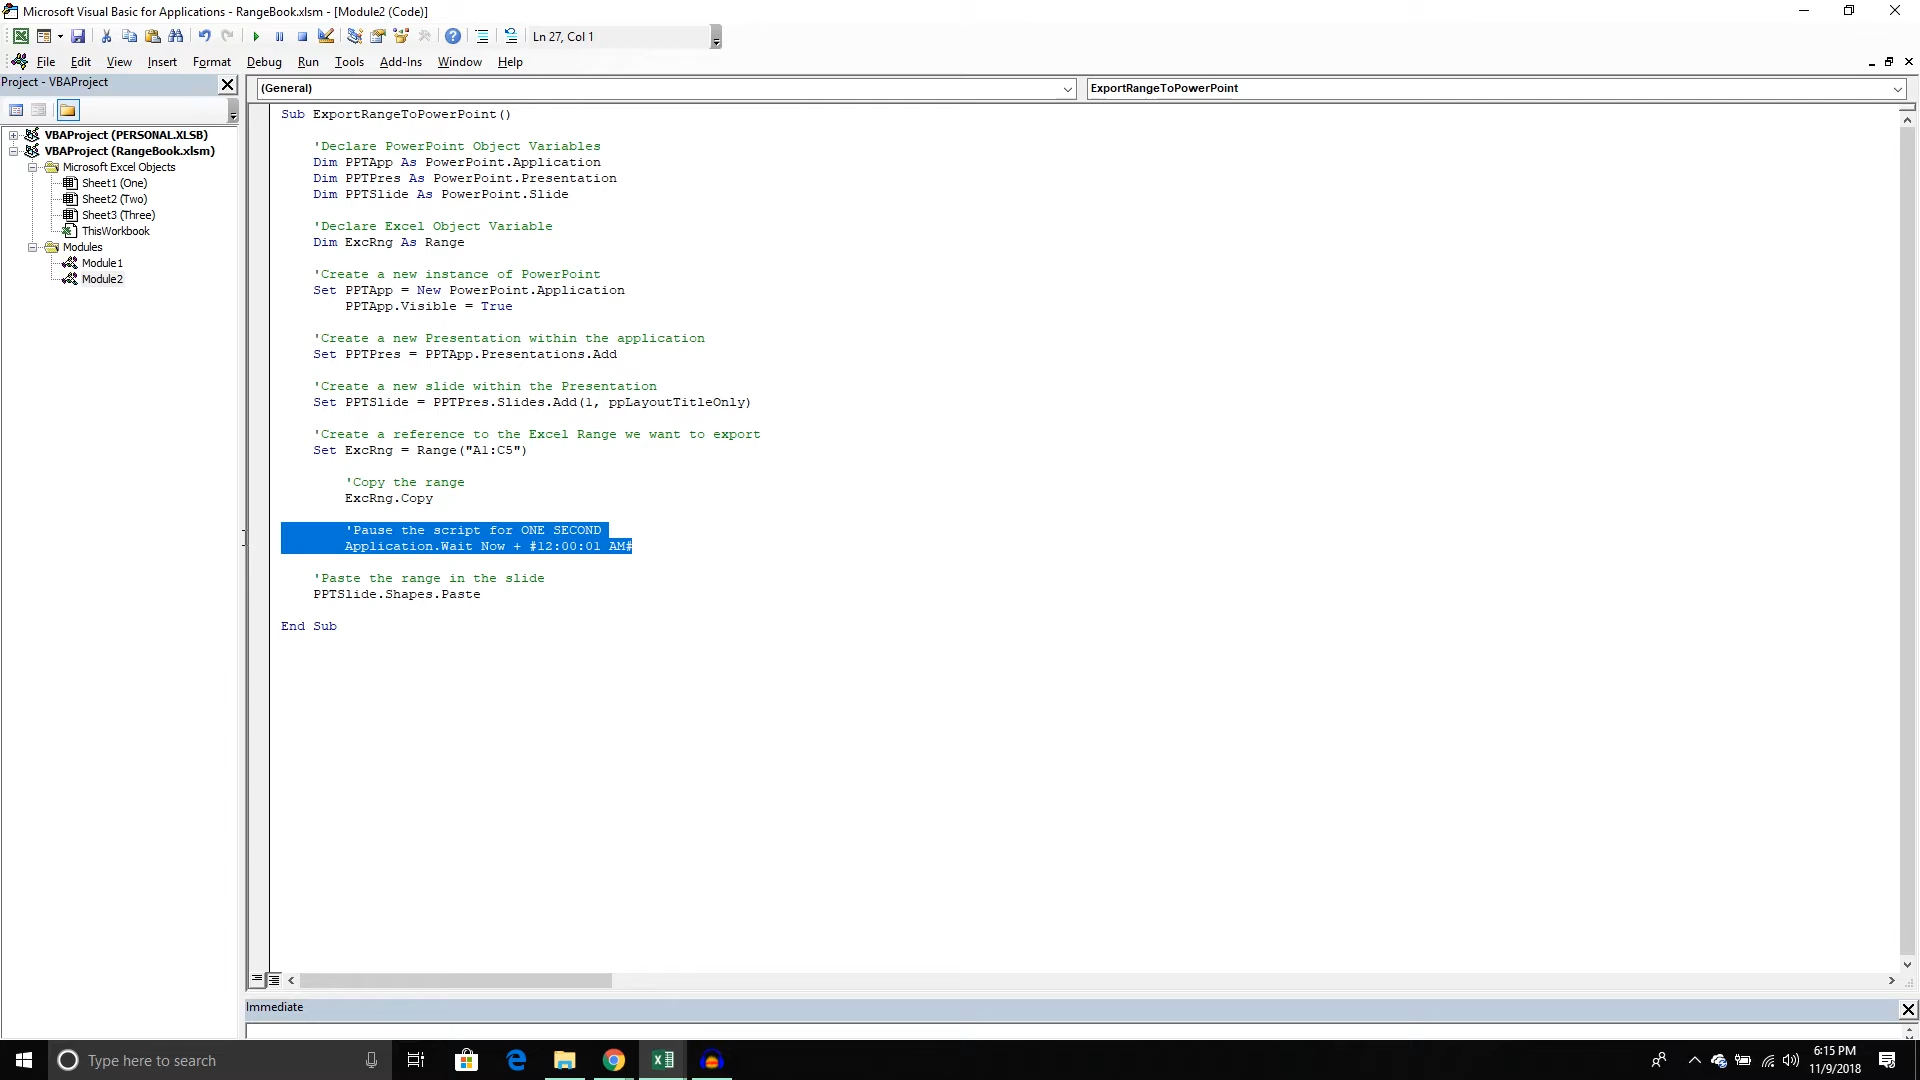 Microsoft Visual Basic for Applications - RangeBook.xlsm - [Module2 (Code)]
Ln 27, Col 1
File Edit View Insert Format Debug Run Tools Add-Ins Window Help
Project - VBAProject
(General)
ExportRangeToPowerPoint
VBAProject (PERSONAL.XLSB)
VBAProject (RangeBook.xlsm)
Microsoft Excel Objects
Sheet1 (One)
Sheet2 (Two)
Sheet3 (Three)
ThisWorkbook
Modules
Module1
Module2
Sub ExportRangeToPowerPoint()
'Declare PowerPoint Object Variables
Dim PPTApp As PowerPoint.Application
Dim PPTPres As PowerPoint.Presentation
Dim PPTSlide As PowerPoint.Slide
'Declare Excel Object Variable
Dim ExcRng As Range
'Create a new instance of PowerPoint
Set PPTApp = New PowerPoint.Application
PPTApp.Visible = True
'Create a new Presentation within the application
Set PPTPres = PPTApp.Presentations.Add
'Create a new slide within the Presentation
Set PPTSlide = PPTPres.Slides.Add(1, ppLayoutTitleOnly)
'Create a reference to the Excel Range we want to export
Set ExcRng = Range("A1:C5")
'Copy the range
ExcRng.Copy
'Pause the script for ONE SECOND
Application.Wait Now + #12:00:01 AM#
'Paste the range in the slide
PPTSlide.Shapes.Paste
End Sub
Immediate
Type here to search
6:15 PM
11/9/2018